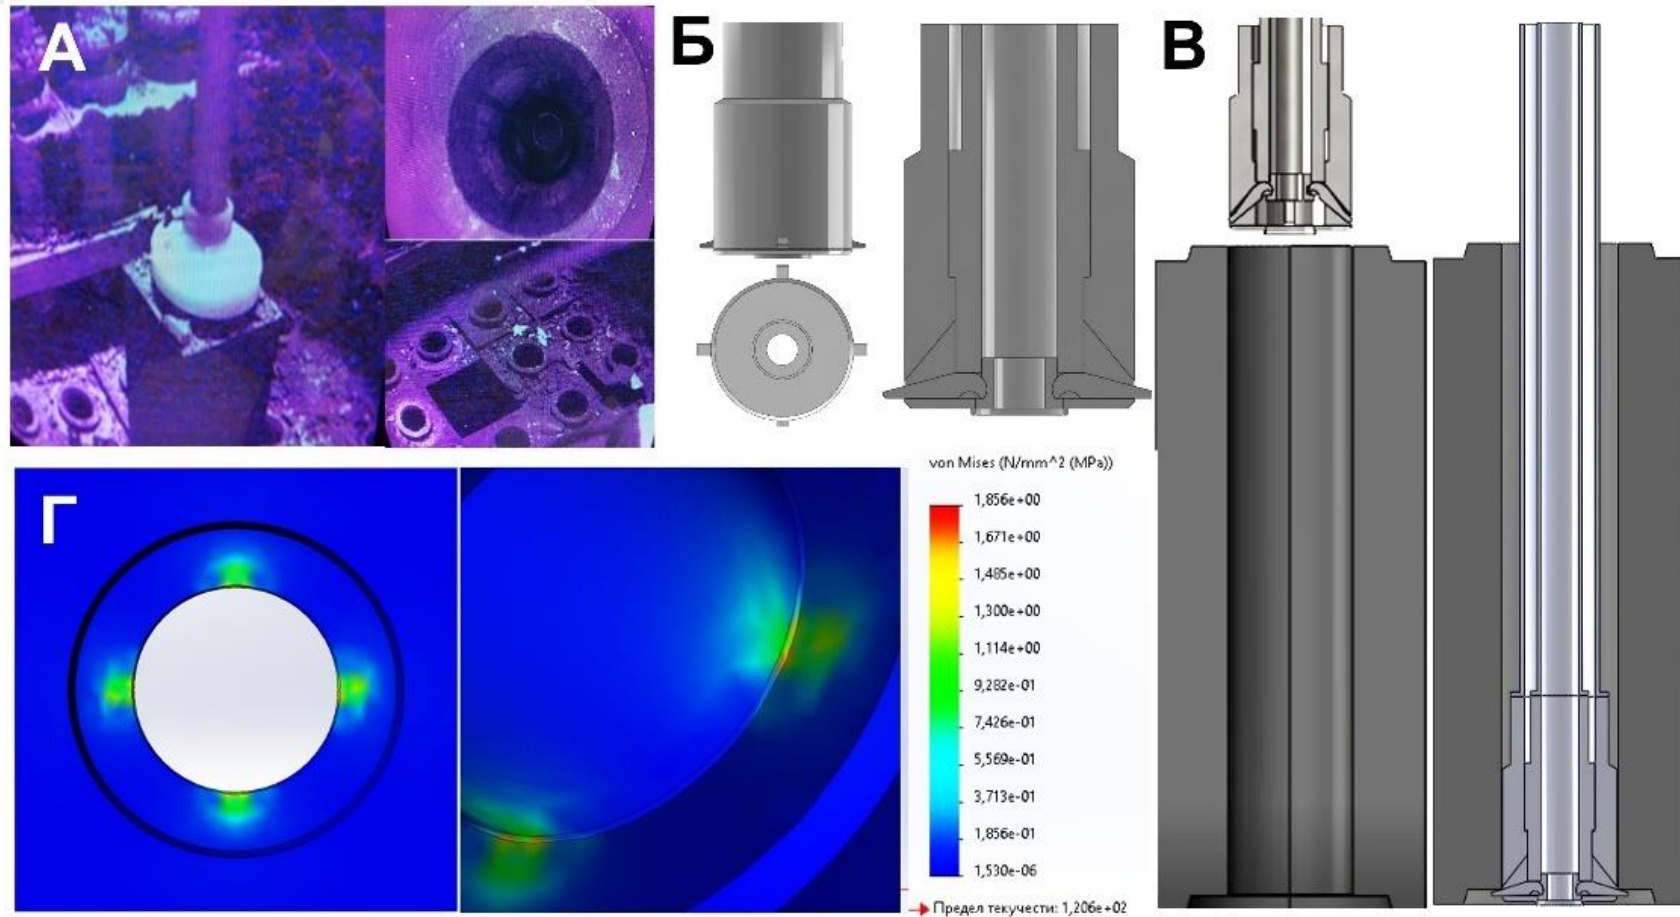 А
Б
В
Г
von Mises (N/mm^2 (MPa))
1,856e+00
1,671e+00
1,485e+00
1,300e+00
1,114e+00
9,282e-01
7,426e-01
5,569e-01
3,713e-01
1,856e-01
1,530e-06
Предел текучести: 1,206e+02